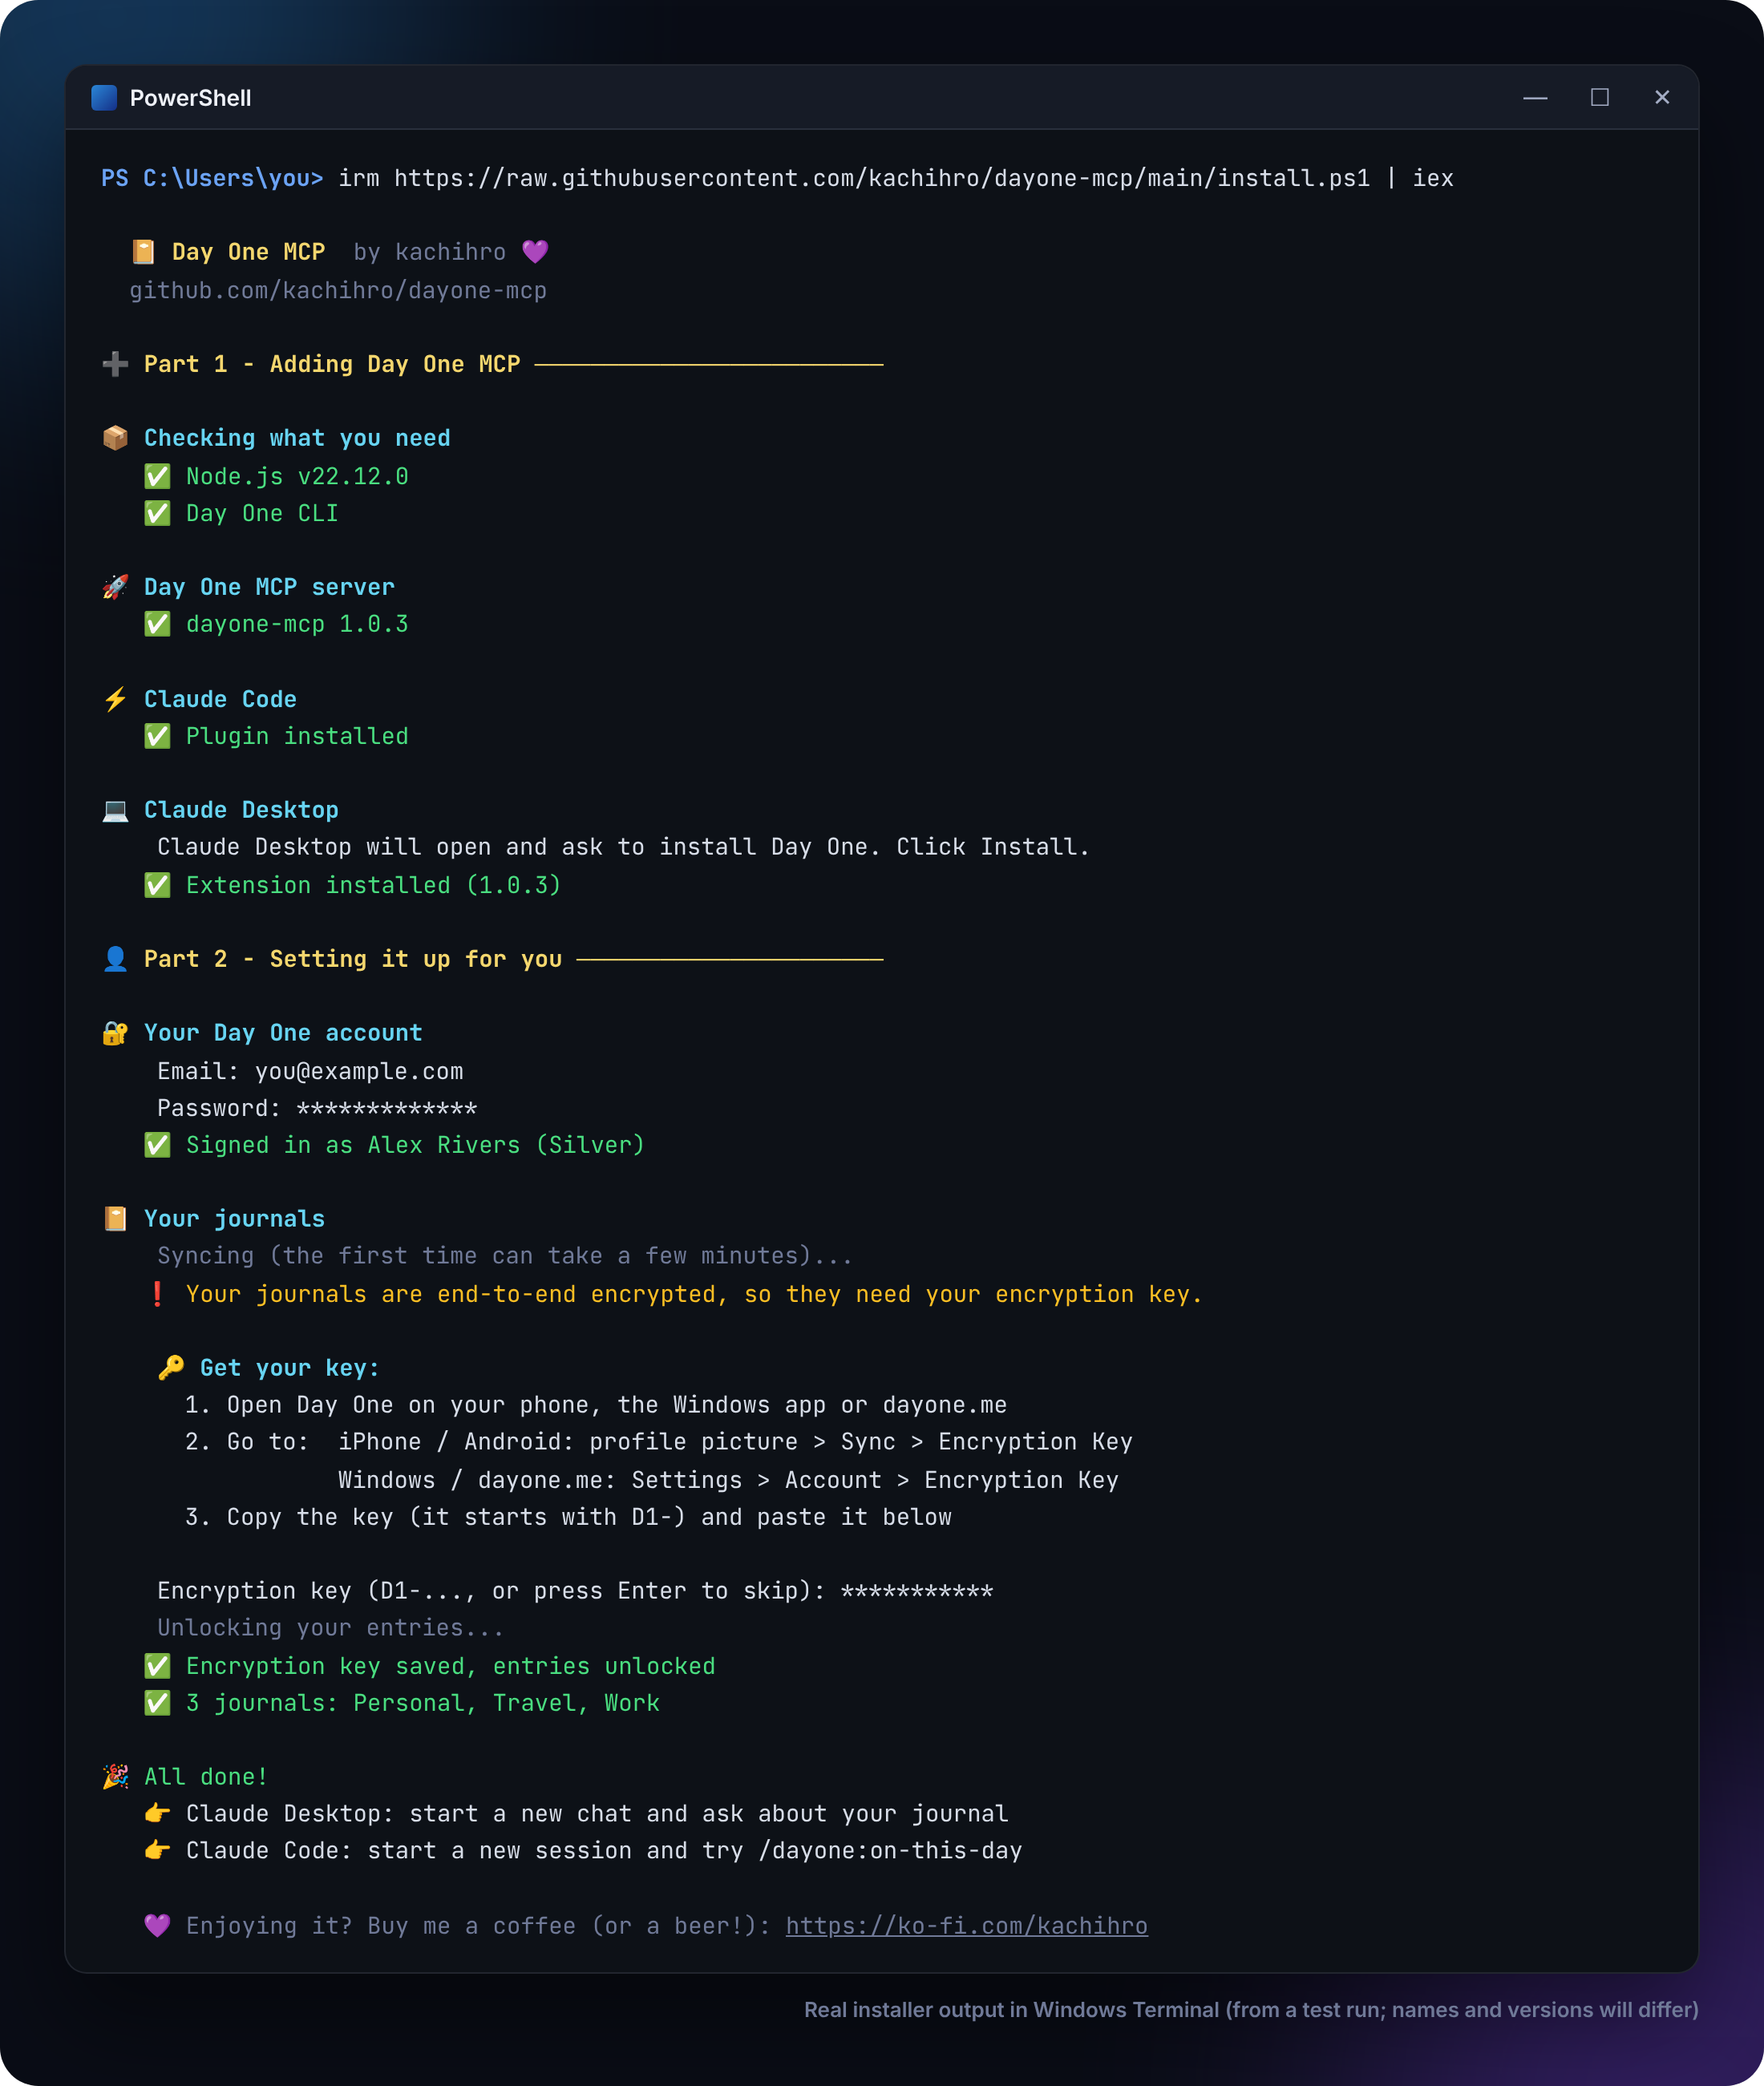 PowerShell
PS C:\Users\you> irm https://raw.githubusercontent.com/kachihro/dayone-mcp/main/install.ps1 | iex
📔 Day One MCP  by kachihro 💜
github.com/kachihro/dayone-mcp
➕ Part 1 - Adding Day One MCP ─────────────────────────
📦 Checking what you need
✅ Node.js v22.12.0
✅ Day One CLI
🚀 Day One MCP server
✅ dayone-mcp 1.0.3
⚡ Claude Code
✅ Plugin installed
💻 Claude Desktop
Claude Desktop will open and ask to install Day One. Click Install.
✅ Extension installed (1.0.3)
👤 Part 2 - Setting it up for you ──────────────────────
🔐 Your Day One account
Email: you@example.com
Password: *************
✅ Signed in as Alex Rivers (Silver)
📔 Your journals
Syncing (the first time can take a few minutes)...
❗ Your journals are end-to-end encrypted, so they need your encryption key.
🔑 Get your key:
1. Open Day One on your phone, the Windows app or dayone.me
2. Go to:  iPhone / Android: profile picture > Sync > Encryption Key
Windows / dayone.me: Settings > Account > Encryption Key
3. Copy the key (it starts with D1-) and paste it below
Encryption key (D1-..., or press Enter to skip): ***********
Unlocking your entries...
✅ Encryption key saved, entries unlocked
✅ 3 journals: Personal, Travel, Work
🎉 All done!
👉 Claude Desktop: start a new chat and ask about your journal
👉 Claude Code: start a new session and try /dayone:on-this-day
💜 Enjoying it? Buy me a coffee (or a beer!): https://ko-fi.com/kachihro
Real installer output in Windows Terminal (from a test run; names and versions will differ)